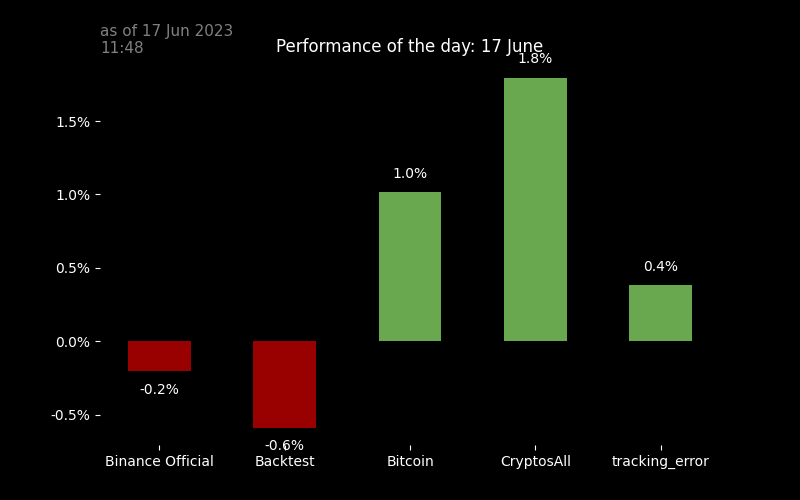 as of 17 Jun 2023
11:48
Performance of the day: 17 June
1.8%
1.5%
1.0%
1.0%
0.5%
0.4%
0.0%
-0.2%
-0.5%
-0.6%
Binance Official
Backtest
Bitcoin
CryptosAll
tracking_error